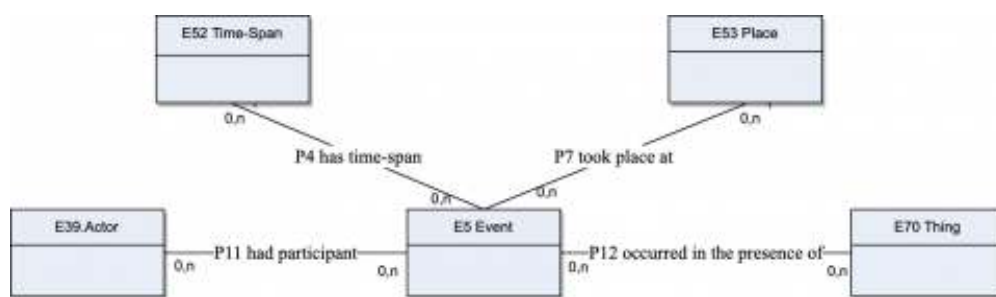 E52 Time-Span
E53 Place
0,n
0,n
P4 has time-span
P7 took place at
0,n
0,n
E39.Actor
E5 Event
E70 Thing
P11 had participant
P12 occurred in the presence of
0,n
0,n
0,n
0,n